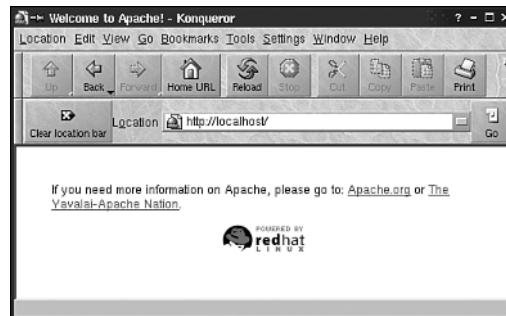 Welcome to Apache! - Konqueror
Location Edit View Go Bookmarks Tools Settings Window Help
Up Back Forward Home URL Reload Stop Cut Copy Paste Print
Clear location bar Location http://localhost/ Go
If you need more information on Apache, please go to: Apache.org or The
Yavalai-Apache Nation.
POWERED BY
redhat
LINUX